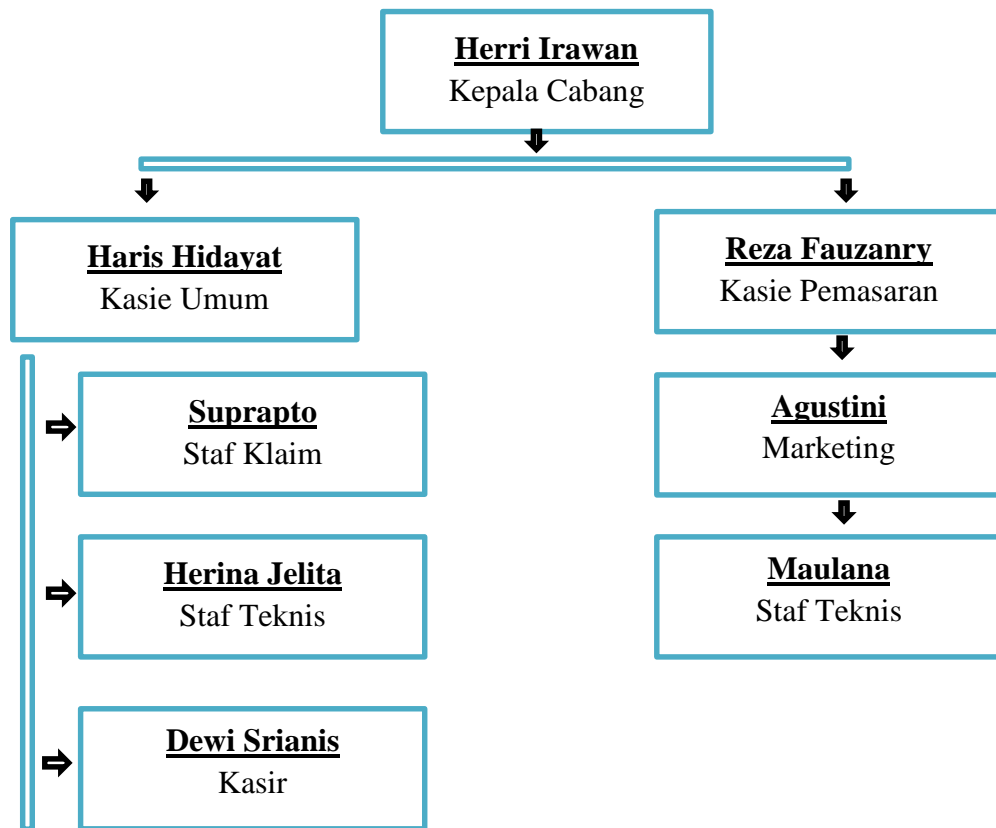 Herri Irawan
Kepala Cabang
Haris Hidayat
Kasie Umum
Reza Fauzanry
Kasie Pemasaran
Suprapto
Staf Klaim
Agustini
Marketing
Herina Jelita
Staf Teknis
Maulana
Staf Teknis
Dewi Srianis
Kasir